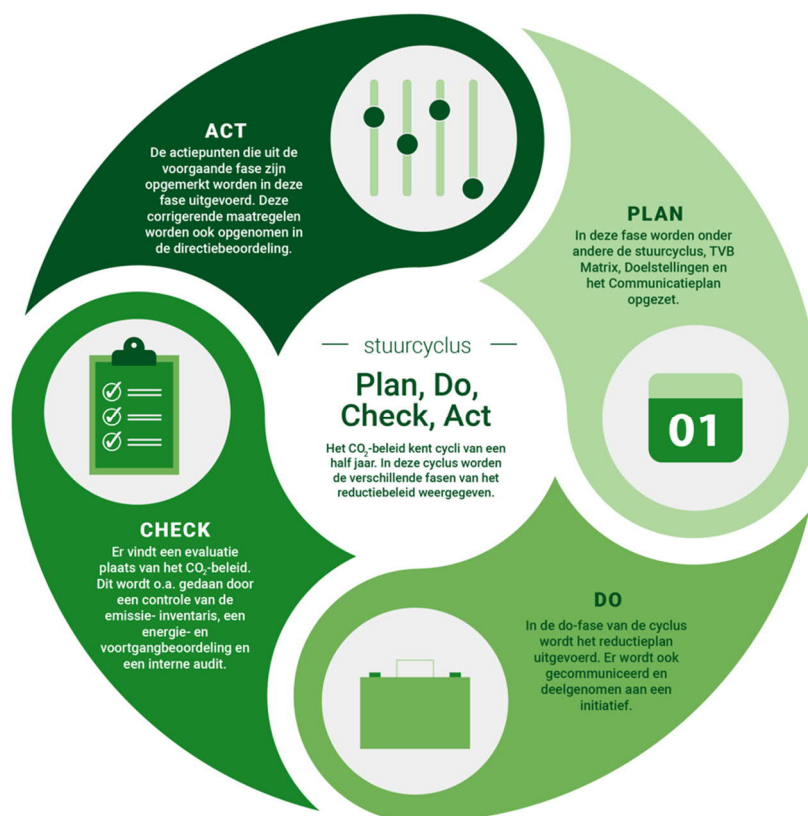 stuurcyclus
Plan, Do,
Check, Act
Het CO₂-beleid kent cycli van een
half jaar. In deze cyclus worden
de verschillende fasen van het
reductiebeleid weergegeven.
PLAN
In deze fase worden onder
andere de stuurcyclus, TVB
Matrix, Doelstellingen en
het Communicatieplan
opgezet.
01
DO
In de do-fase van de cyclus
wordt het reductieplan
uitgevoerd. Er wordt ook
gecommuniceerd en
deelgenomen aan een
initiatief.
CHECK
Er vindt een evaluatie
plaats van het CO₂-beleid.
Dit wordt o.a. gedaan door
een controle van de
emissie- inventaris, een
energie- en
voortgangbeoordeling en
een interne audit.
ACT
De actiepunten die uit de
voorgaande fase zijn
opgemerkt worden in deze
fase uitgevoerd. Deze
corrigerende maatregelen
worden ook opgenomen in
de directiebeoordeling.